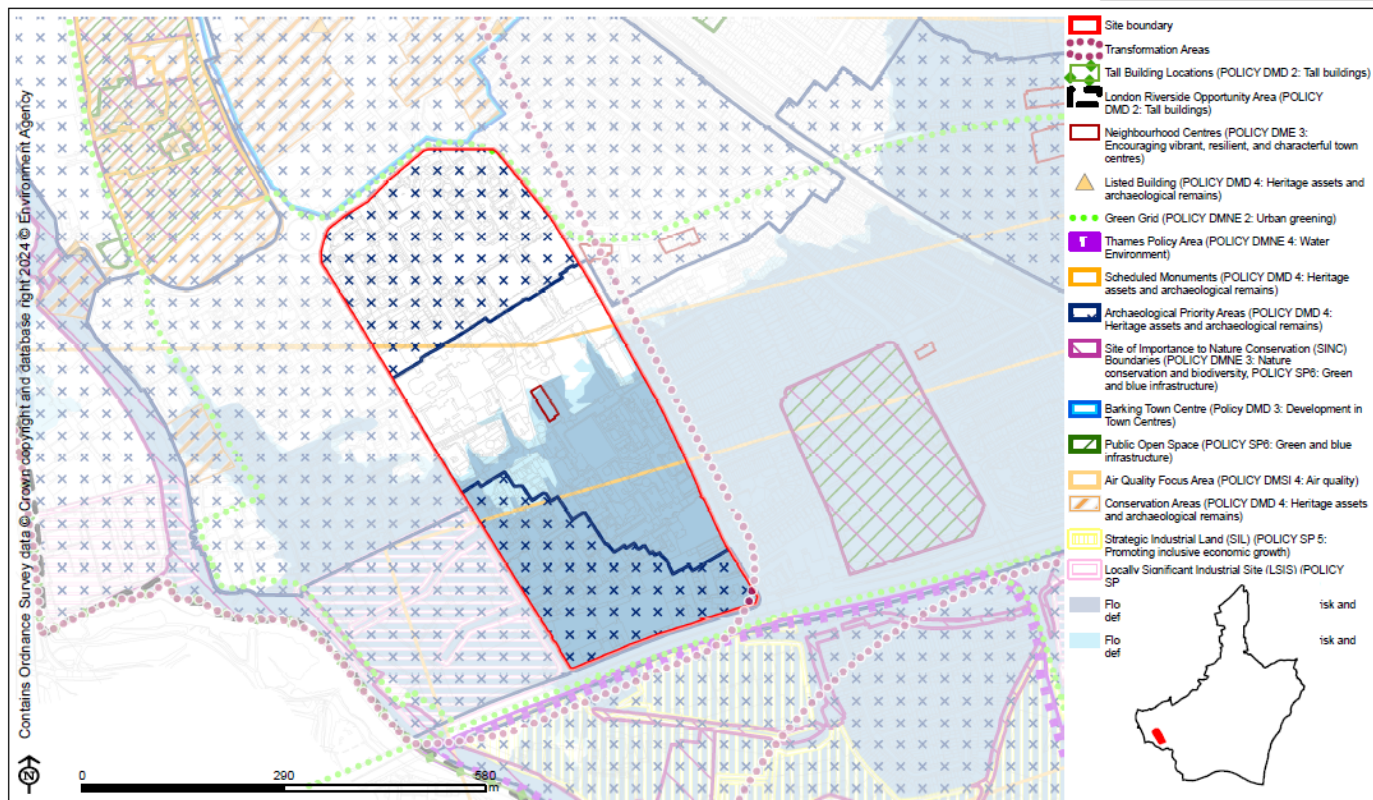 Contains Ordnance Survey data © Crown copyright and database right 2024 © Environment Agency
N
0 290 580
m
Site boundary
Transformation Areas
Tall Building Locations (POLICY DMD 2: Tall buildings)
London Riverside Opportunity Area (POLICY
DMD 2: Tall buildings)
Neighbourhood Centres (POLICY DME 3:
Encouraging vibrant, resilient, and characterful town
centres)
Listed Building (POLICY DMD 4: Heritage assets and
archaeological remains)
Green Grid (POLICY DMNE 2: Urban greening)
Thames Policy Area (POLICY DMNE 4: Water
Environment)
Scheduled Monuments (POLICY DMD 4: Heritage
assets and archaeological remains)
Archaeological Priority Areas (POLICY DMD 4:
Heritage assets and archaeological remains)
Site of Importance to Nature Conservation (SINC)
Boundaries (POLICY DMNE 3: Nature
conservation and biodiversity, POLICY SP6: Green
and blue infrastructure)
Barking Town Centre (Policy DMD 3: Development in
Town Centres)
Public Open Space (POLICY SP6: Green and blue
infrastructure)
Air Quality Focus Area (POLICY DMSI 4: Air quality)
Conservation Areas (POLICY DMD 4: Heritage assets
and archaeological remains)
Strategic Industrial Land (SIL) (POLICY SP 5:
Promoting inclusive economic growth)
Locally Significant Industrial Site (LSIS) (POLICY
SP
Flo isk and
def
Flo isk and
def